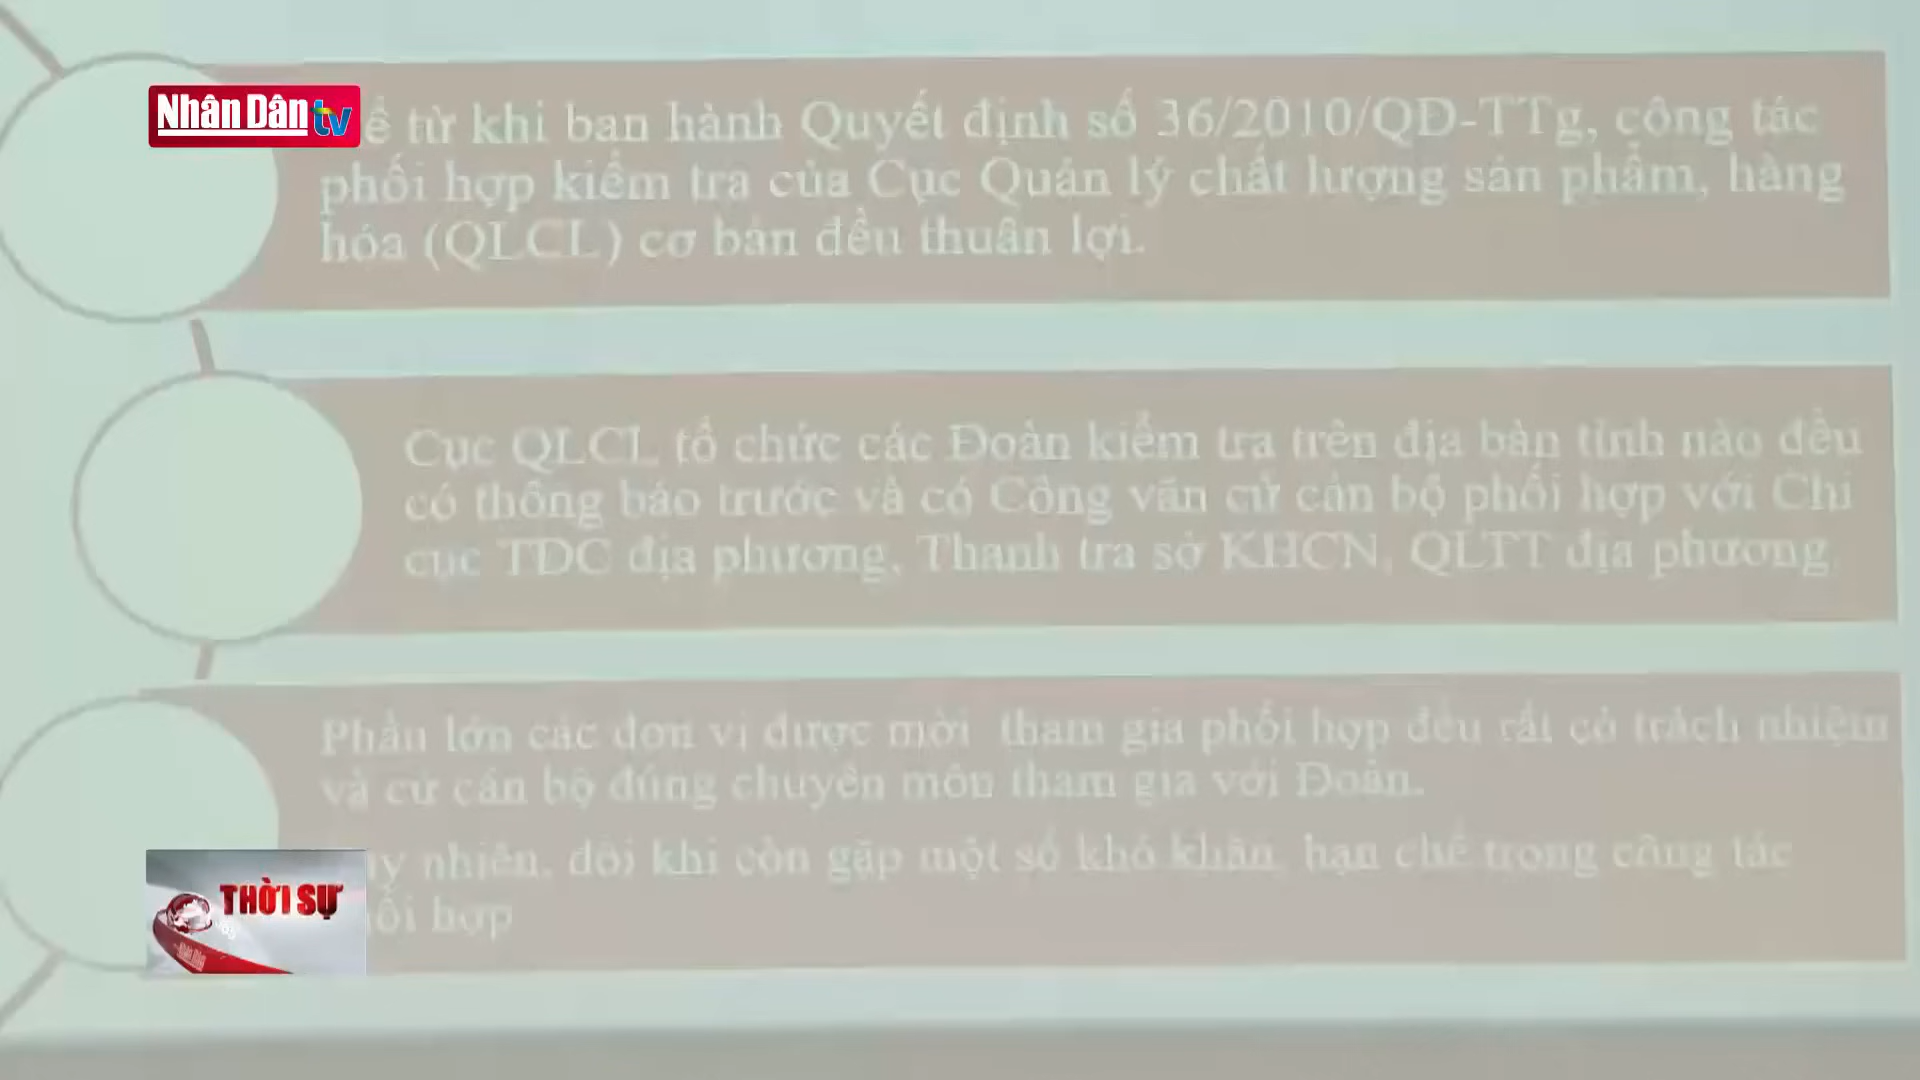 Nhân Dân tv
ề từ khi ban hành Quyết định số 36/2010/QĐ-TTg, công tác
phối hợp kiểm tra của Cục Quản lý chất lượng sản phẩm, hàng
hóa (QLCL) cơ bản đều thuận lợi.
Cục QLCL tổ chức các Đoàn kiểm tra trên địa bàn tỉnh nào đều
có thông báo trước và có Công văn cử cán bộ phối hợp với Chi
cục TDC địa phương, Thanh tra sở KHCN, QLTT địa phương
Phần lớn các đơn vị được mời tham gia phối hợp đều rất có trách nhiệm
và cử cán bộ đúng chuyên môn tham gia với Đoàn.
y nhiên, đôi khi còn gặp một số khó khăn, hạn chế trong công tác
ối hợp
THỜI SỰ